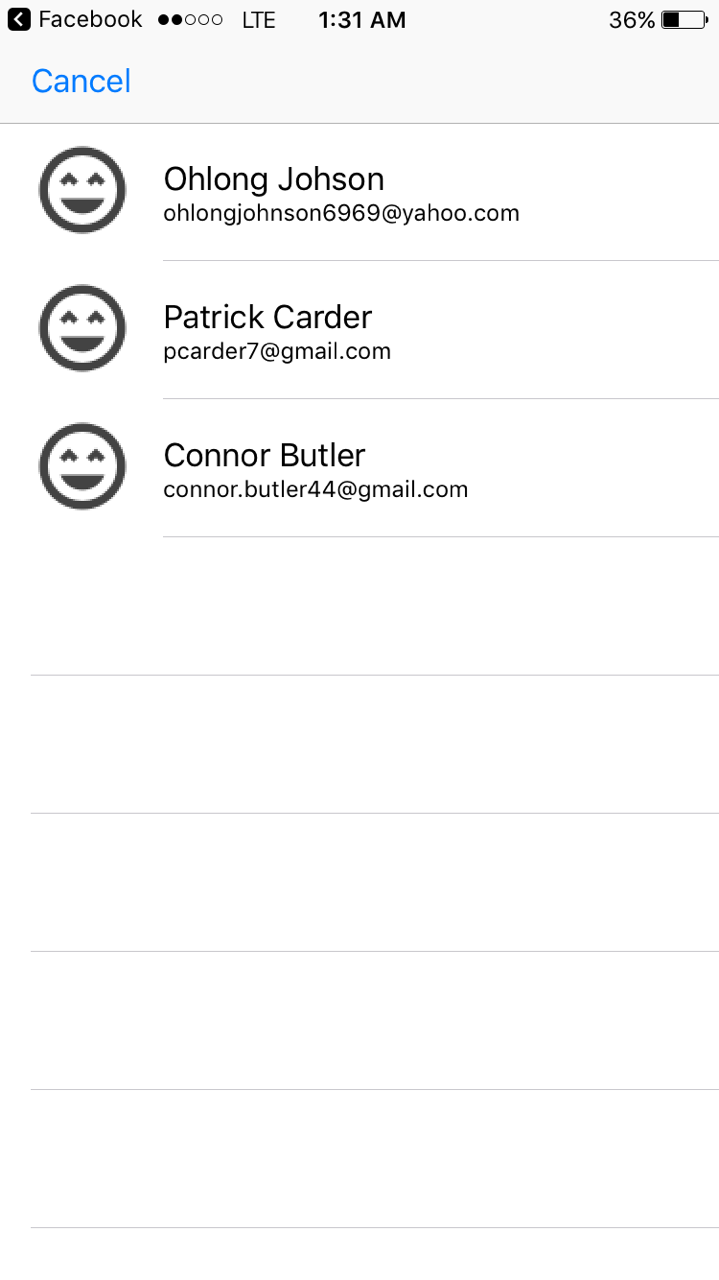 Facebook LTE 1:31 AM 36%
Cancel
Ohlong Johson
ohlongjohnson6969@yahoo.com
Patrick Carder
pcarder7@gmail.com
Connor Butler
connor.butler44@gmail.com